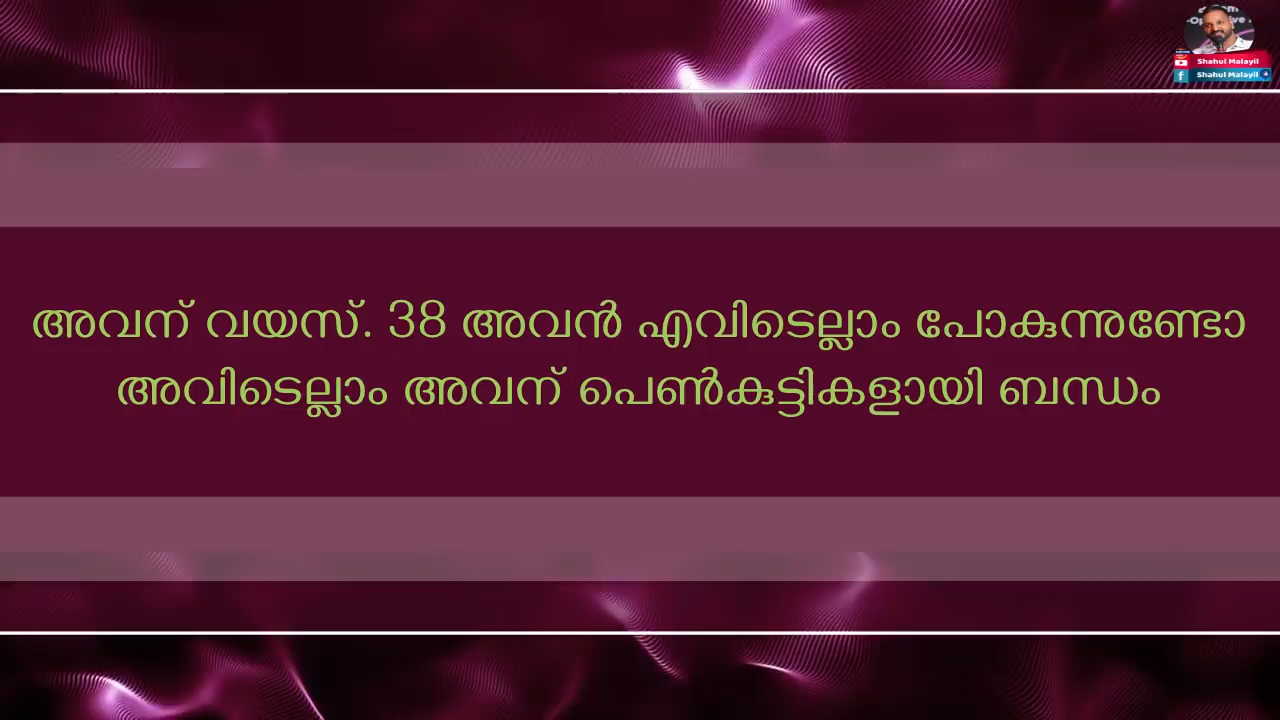 Shahul Malayil
Shahul Malayil
അവന് വയസ്. 38 അവൻ എവിടെല്ലാം പോകുന്നുണ്ടോ
അവിടെല്ലാം അവന് പെൺകുട്ടികളായി ബന്ധം